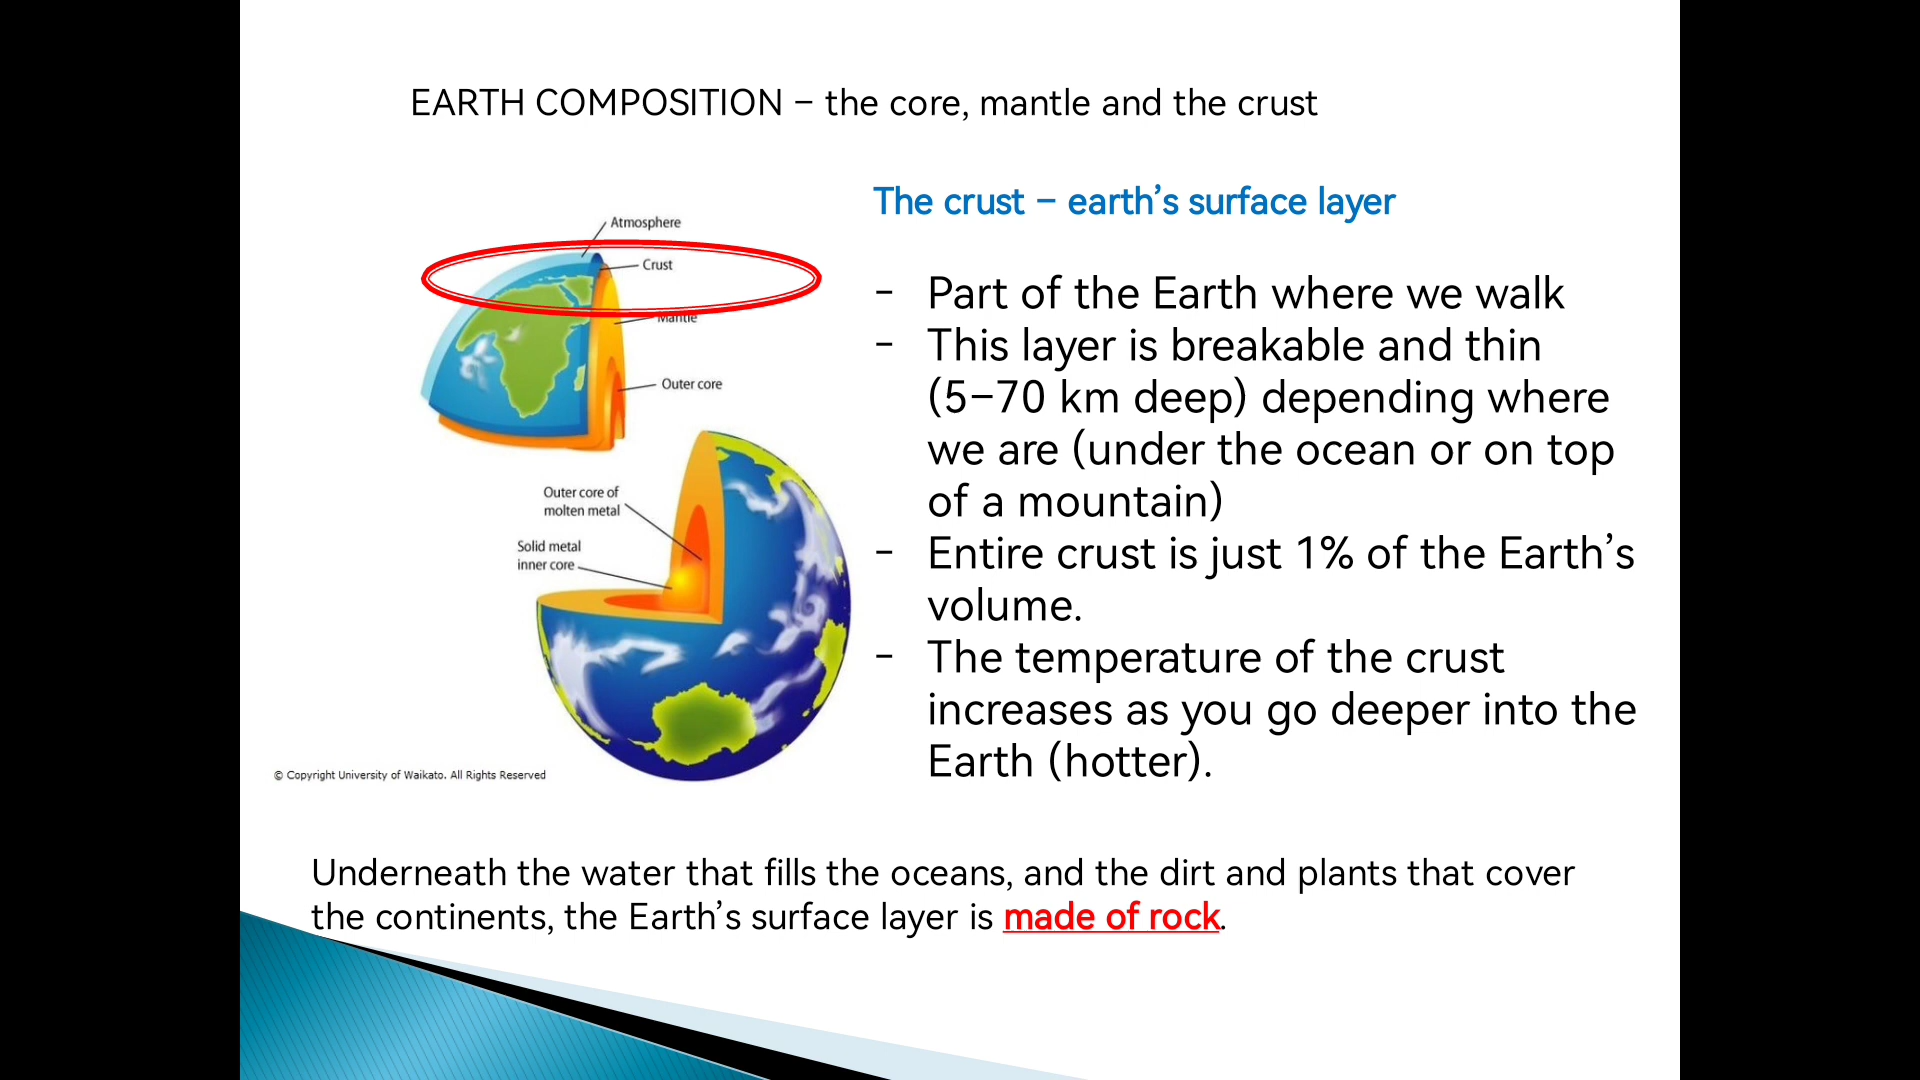 EARTH COMPOSITION – the core, mantle and the crust
The crust – earth’s surface layer
Atmosphere
Crust
Mantle
Outer core
Outer core of
molten metal
Solid metal
inner core
© Copyright University of Waikato. All Rights Reserved
- Part of the Earth where we walk
- This layer is breakable and thin
(5–70 km deep) depending where
we are (under the ocean or on top
of a mountain)
- Entire crust is just 1% of the Earth’s
volume.
- The temperature of the crust
increases as you go deeper into the
Earth (hotter).
Underneath the water that fills the oceans, and the dirt and plants that cover
the continents, the Earth’s surface layer is made of rock.